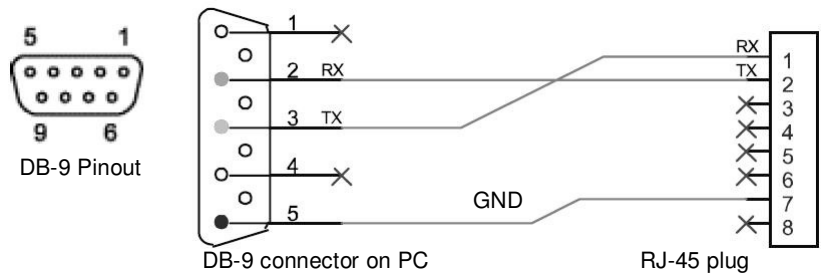 5 1
9 6
DB-9 Pinout
1
2 RX
3 TX
4
5
GND
DB-9 connector on PC
RX 1
TX 2
3
4
5
6
7
8
RJ-45 plug